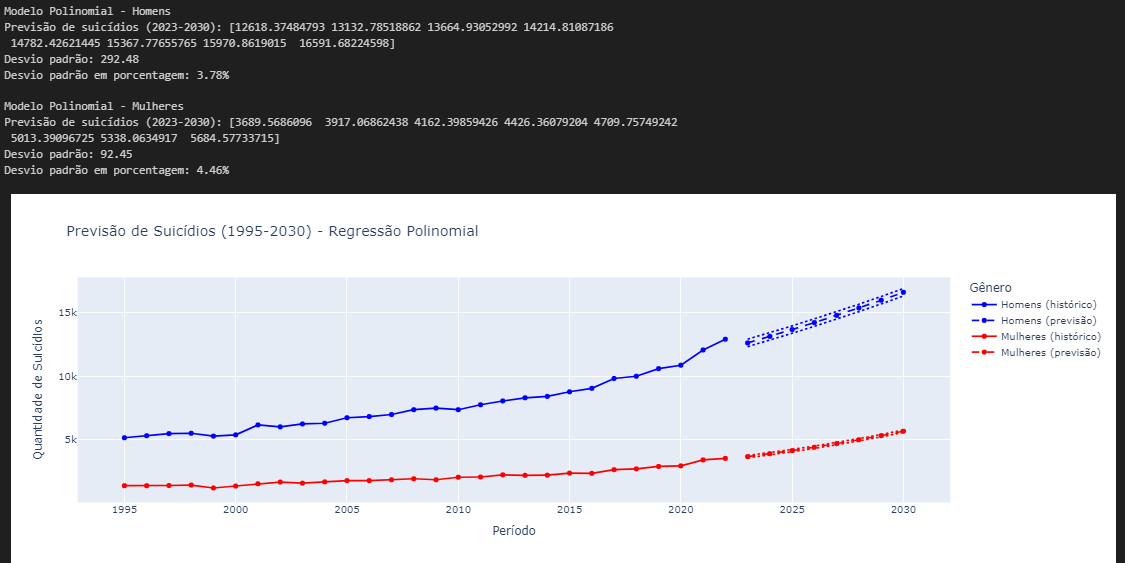 Modelo Polinomial - Homens
Previsão de suicídios (2023-2030): [12618.37484793 13132.78518862 13664.93052992 14214.81087186
14782.42621445 15367.77655765 15970.8619015  16591.68224598]
Desvio padrão: 292.48
Desvio padrão em porcentagem: 3.78%
Modelo Polinomial - Mulheres
Previsão de suicídios (2023-2030): [3689.5686096  3917.06862438 4162.39859426 4426.36079204 4709.75749242
5013.39096725 5338.0634917  5684.57733715]
Desvio padrão: 92.45
Desvio padrão em porcentagem: 4.46%
Previsão de Suicídios (1995-2030) - Regressão Polinomial
Gênero
Homens (histórico)
Homens (previsão)
Mulheres (histórico)
Mulheres (previsão)
Quantidade de Suicídios
15k
10k
5k
1995 2000 2005 2010 2015 2020 2025 2030
Período